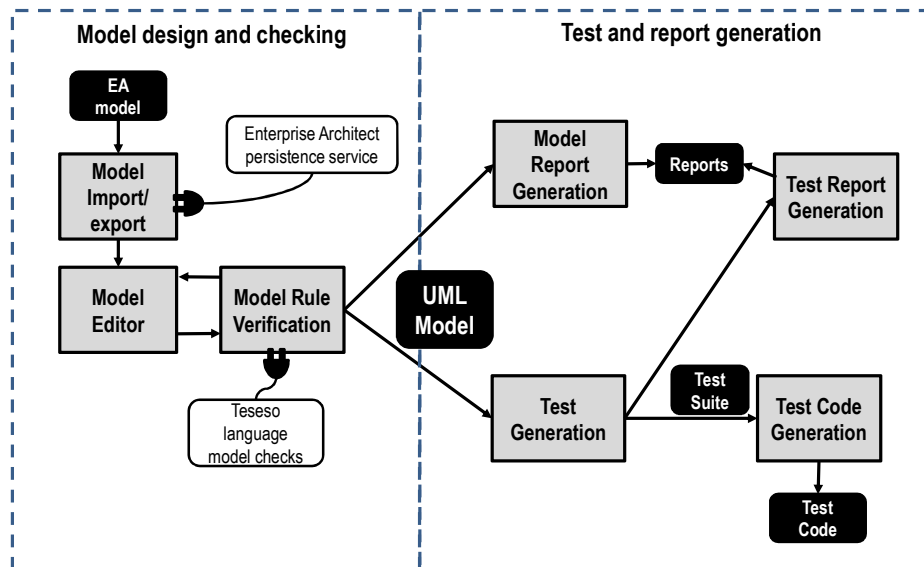 Model design and checking
Test and report generation
EA
model
Enterprise Architect
persistence service
Model
Import/
export
Model
Report
Generation
Reports
Test Report
Generation
Model
Editor
Model Rule
Verification
UML
Model
Teseso
language
model checks
Test
Generation
Test
Suite
Test Code
Generation
Test
Code